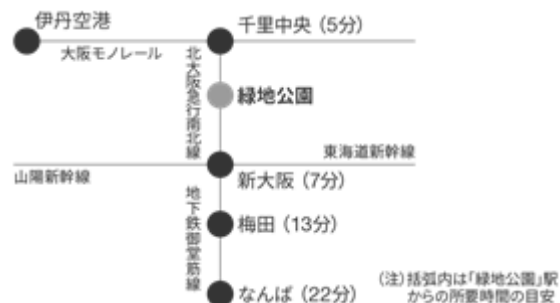 伊丹空港
千里中央（5分）
大阪モノレール
北大阪急行南北線
緑地公園
東海道新幹線
山陽新幹線
新大阪（7分）
地下鉄御堂筋線
梅田（13分）
なんば（22分）
（注）括弧内は「緑地公園」駅
からの所要時間の目安